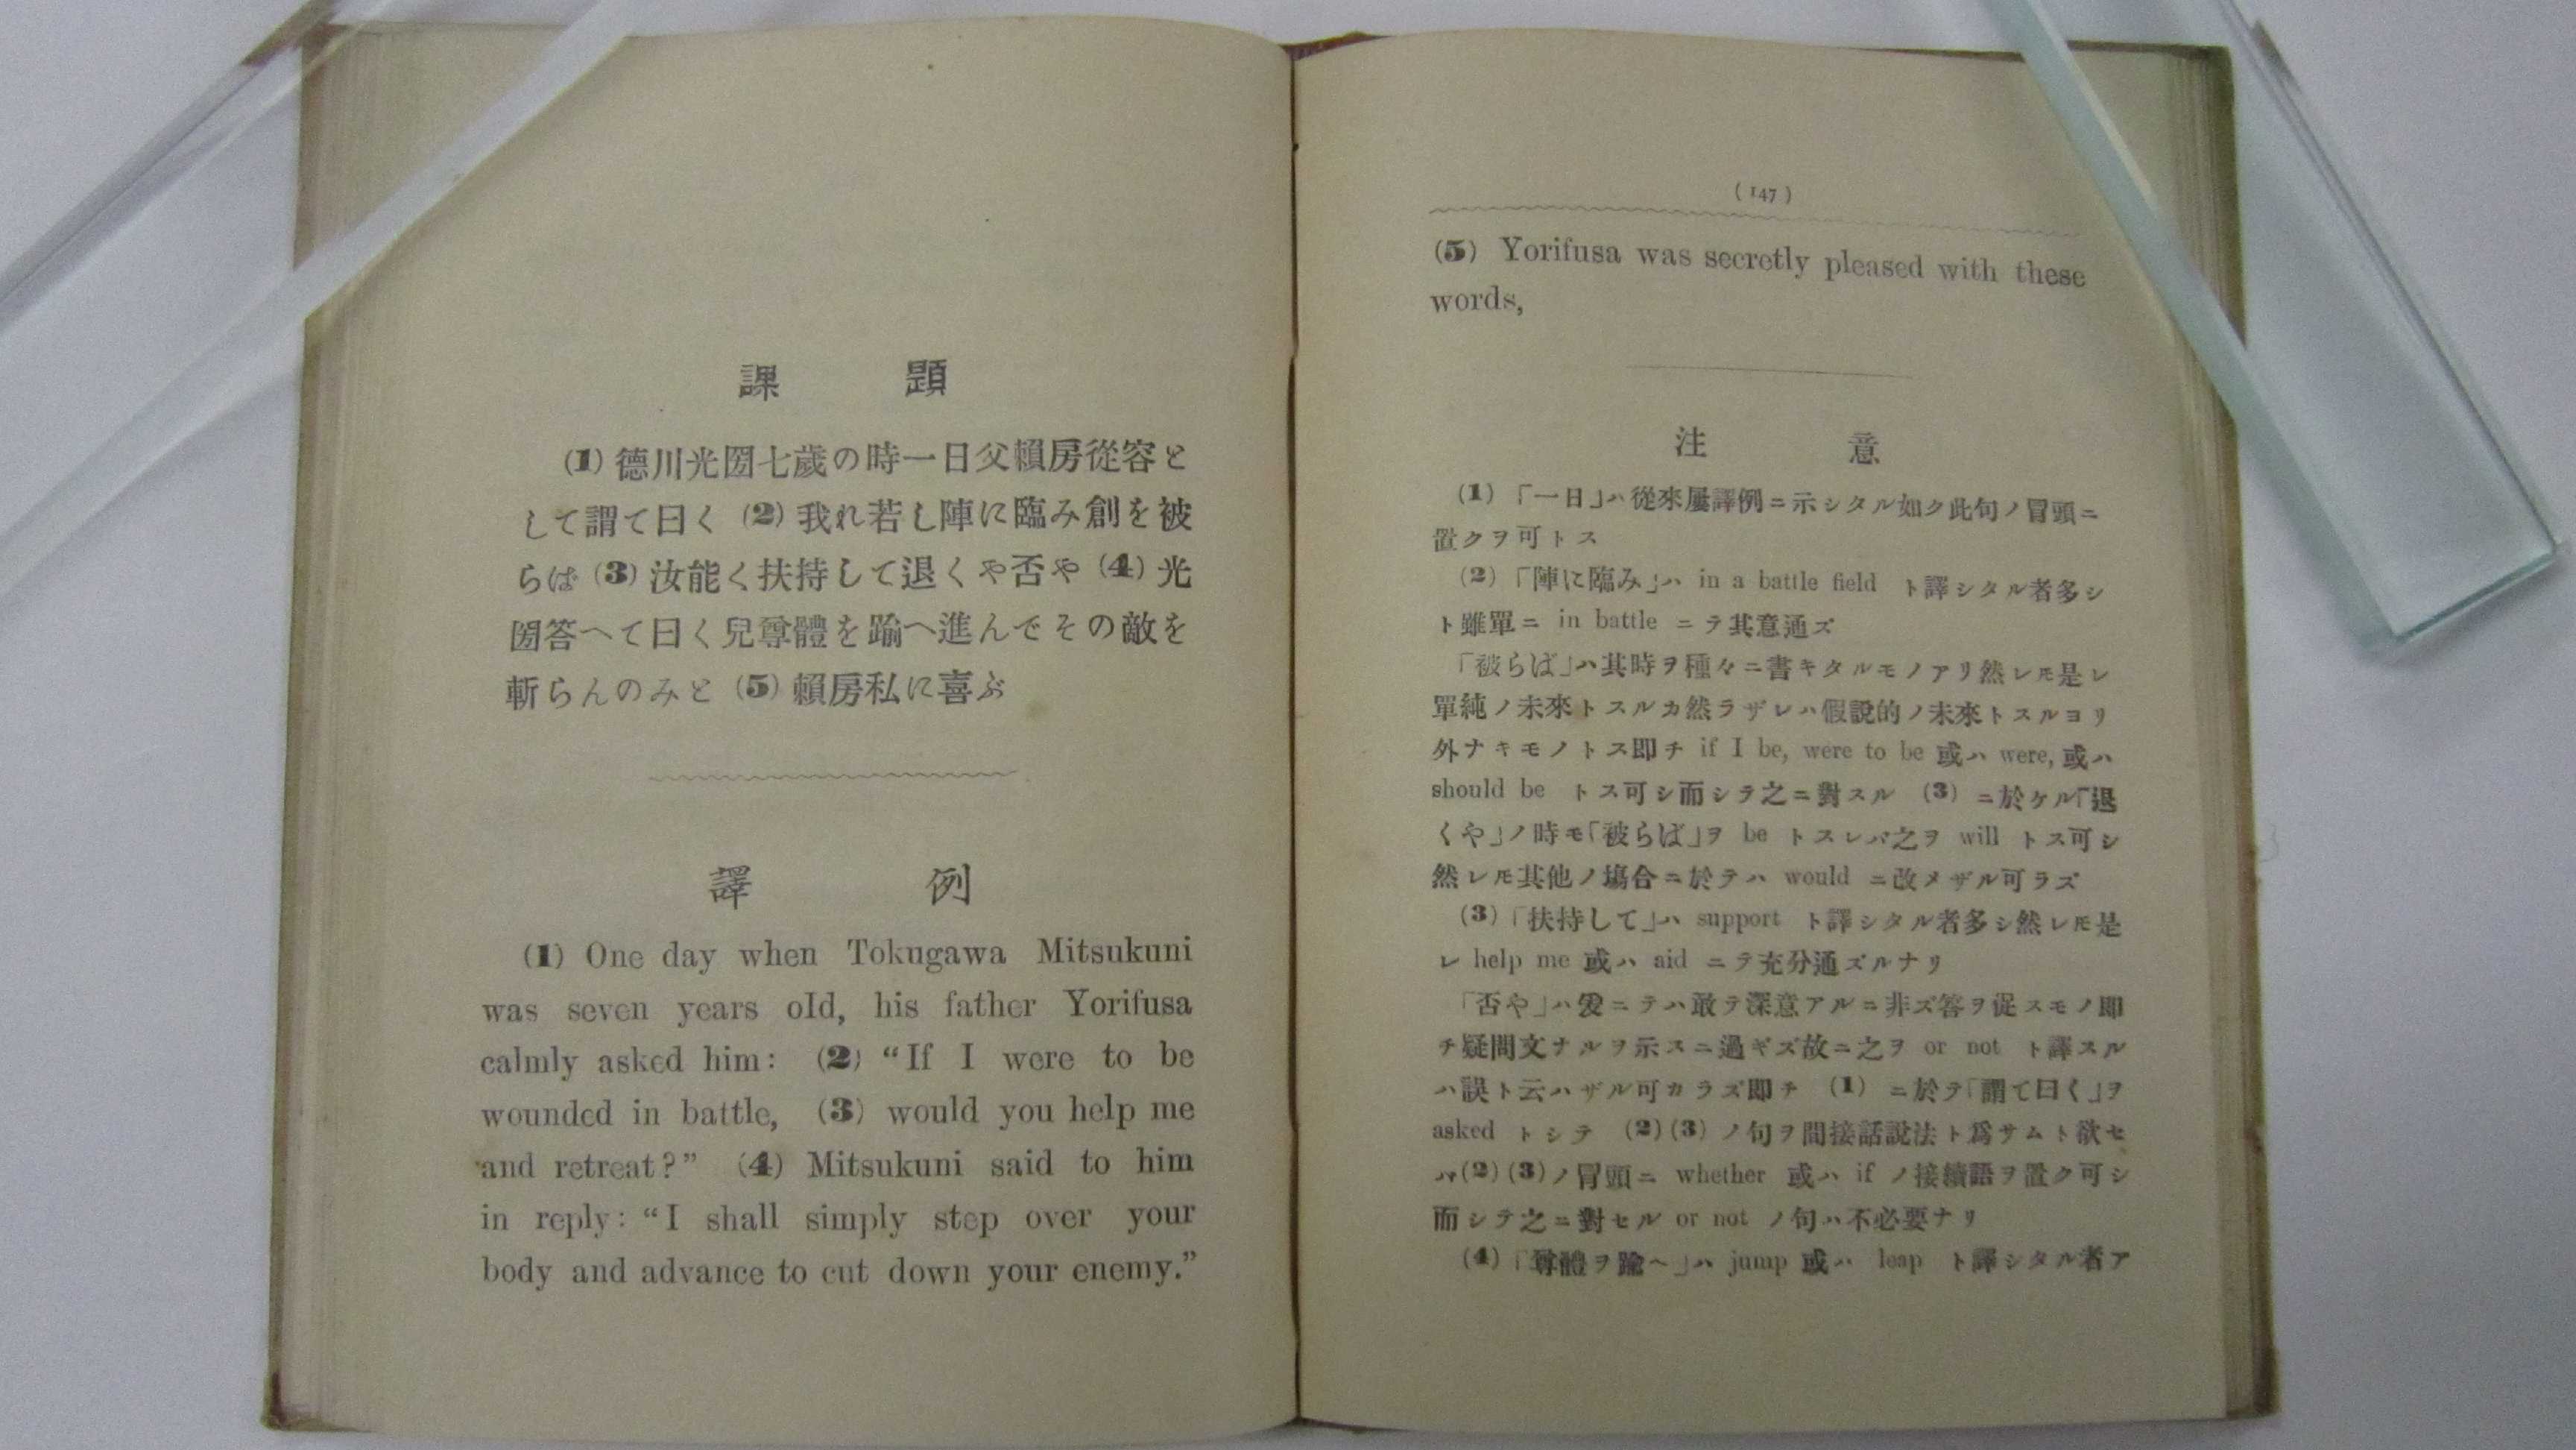 課題
(1) 德川光圀七歲の時一日父賴房從容と
して謂て曰く (2) 我れ若し陣に臨み創を被
らば (3) 汝能く扶持して退くや否や (4) 光
圀答へて曰く兒尊體を踰へ進んでその敵を
斬らんのみと (5) 賴房私に喜ぶ
譯例
(1) One day when Tokugawa Mitsukuni
was seven years old, his father Yorifusa
calmly asked him: (2) “If I were to be
wounded in battle, (3) would you help me
and retreat?” (4) Mitsukuni said to him
in reply: “I shall simply step over your
body and advance to cut down your enemy.”
(147)
(5) Yorifusa was secretly pleased with these
words,
注意
(1)「一日」ハ從來屢譯例ニ示シタル如ク此句ノ冒頭ニ
置クヲ可トス
(2)「陣に臨み」ハ in a battle field ト譯シタル者多シ
ト雖單ニ in battle ニテ其意通ズ
「被らば」ハ其時ヲ種々ニ書キタルモノアリ然レ𪜈是レ
單純ノ未來トスルカ然ラザレハ假說的ノ未來トスルヨリ
外ナキモノトス即チ if I be, were to be 或ハ were, 或ハ
should be トス可シ而シテ之ニ對スル (3) ニ於ケル「退
くや」ノ時モ「被らば」ヲ be トスレバ之ヲ will トス可シ
然レ𪜈其他ノ塲合ニ於テハ would ニ改メザル可ラズ
(3)「扶持して」ハ support ト譯シタル者多シ然レ𪜈是
レ help me 或ハ aid ニテ充分通ズルナリ
「否や」ハ爰ニテハ敢テ深意アルニ非ズ答ヲ促スモノ即
チ疑問文ナルヲ示スニ過ギズ故ニ之ヲ or not ト譯スル
ハ誤ト云ハザル可カラズ即チ (1) ニ於テ「謂て曰く」ヲ
asked トシテ (2)(3) ノ句ヲ間接話說法ト爲サムト欲セ
バ(2)(3)ノ冒頭ニ whether 或ハ if ノ接續語ヲ置ク可シ
而シテ之ニ對セル or not ノ句ハ不必要ナリ
(4)「尊體ヲ踰へ」ハ jump 或ハ leap ト譯シタル者ア